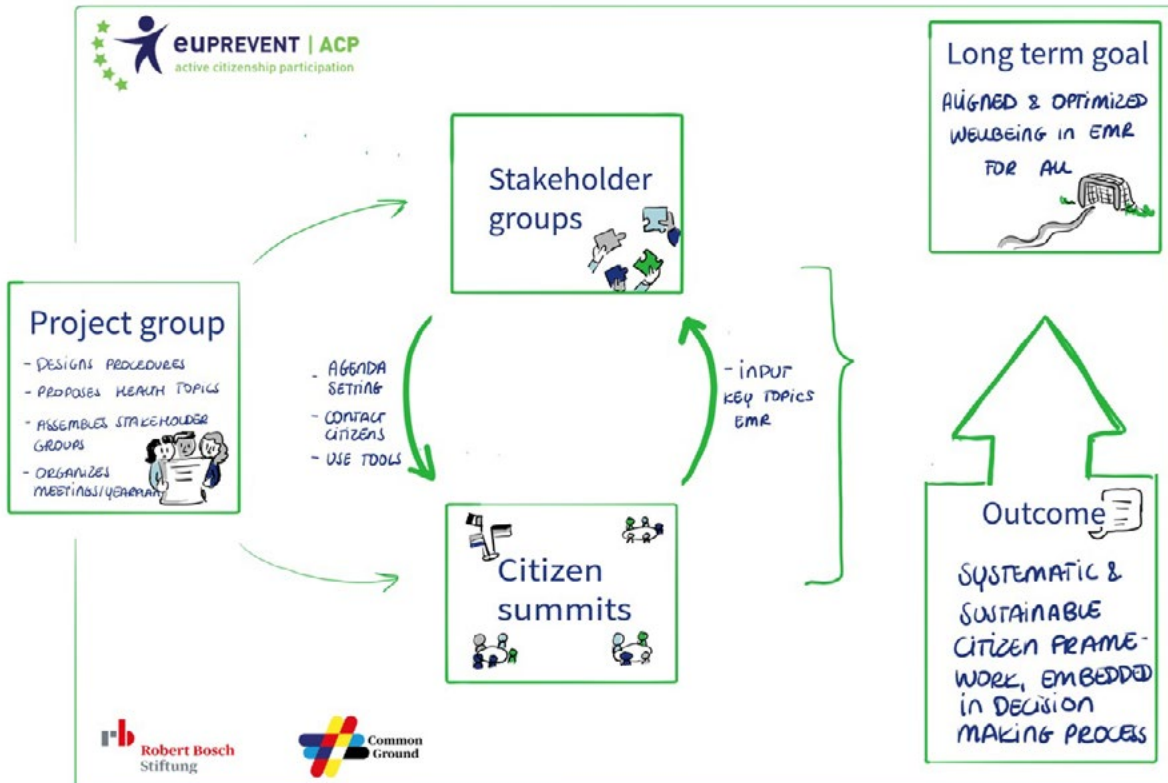 euPREVENT | ACP
active citizenship participation
Project group
- DESIGNS PROCEDURES
- PROPOSES HEALTH TOPICS
- ASSEMBLES STAKEHOLDER
GROUPS
- ORGANIZES
MEETINGS/YEARPLAN
Stakeholder
groups
- AGENDA
SETTING
- CONTACT
CITIZENS
- USE TOOLS
- INPUT
KEY TOPICS
EMR
Citizen
summits
Long term goal
ALIGNED & OPTIMIZED
WELLBEING in EMR
FOR ALL
Outcome
SYSTEMATIC &
SUSTAINABLE
CITIZEN FRAME-
WORK, EMBEDDED
in DECISION
MAKING PROCESS
rb
Robert Bosch
Stiftung
Common
Ground